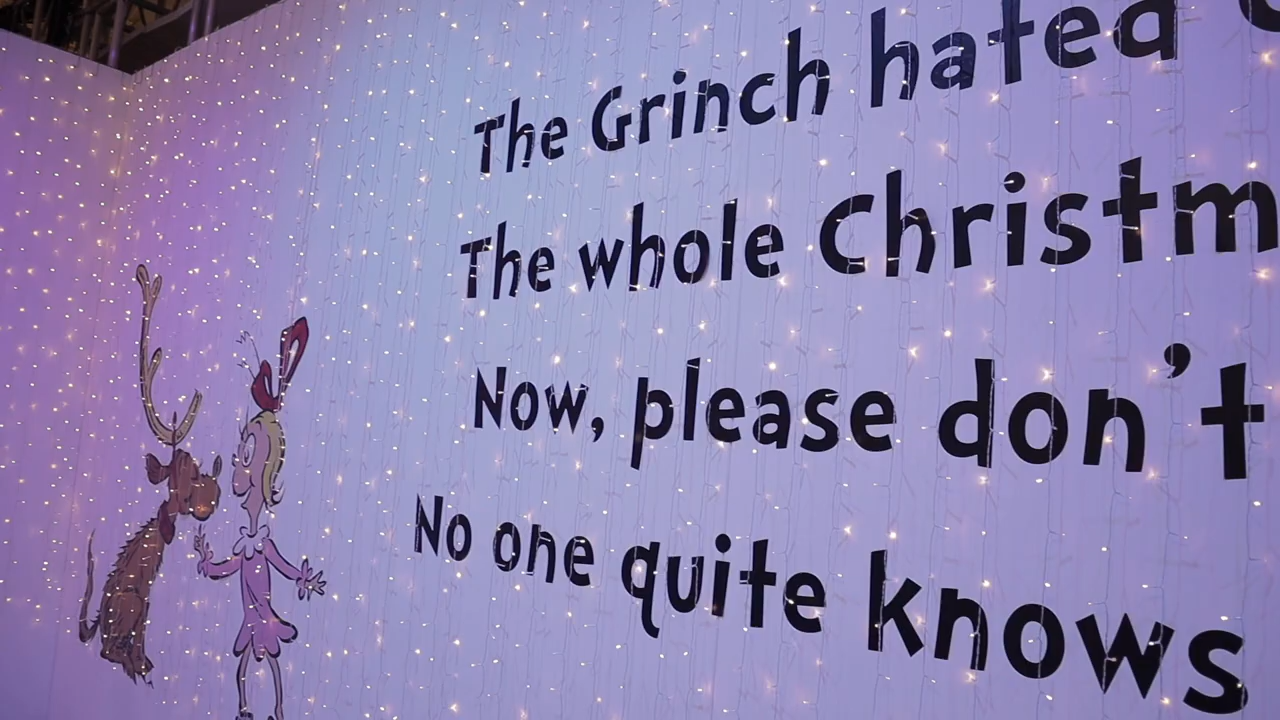 The Grinch hated
The whole Christm
Now, please don't
No one quite knows